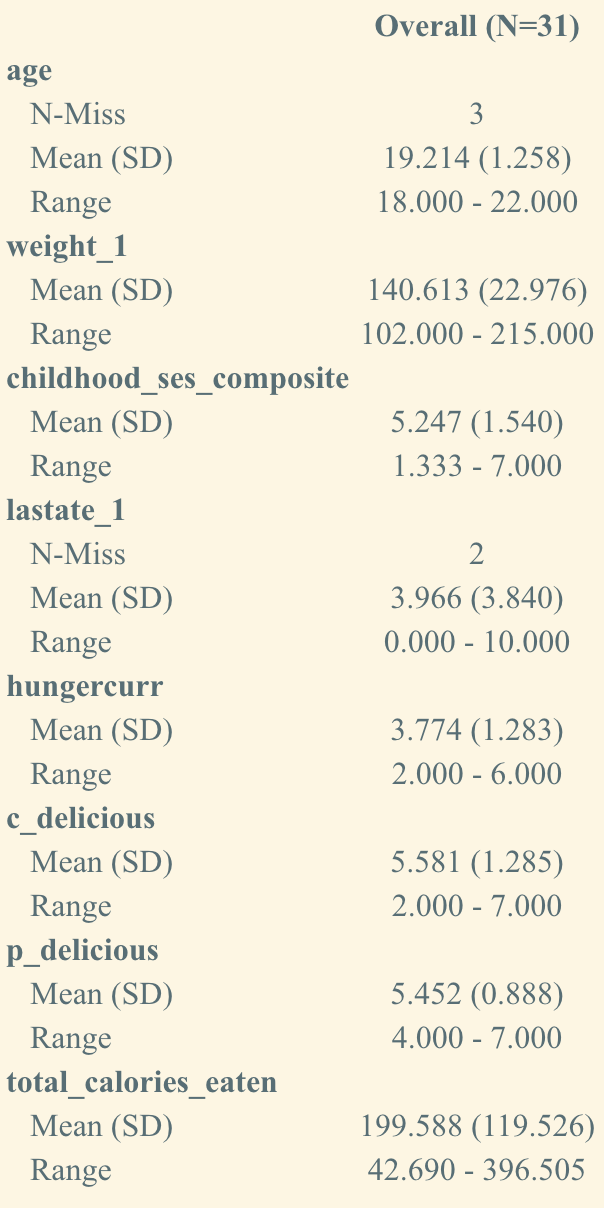 Overall (N=31)
age
N-Miss 3
Mean (SD) 19.214 (1.258)
Range 18.000 - 22.000
weight_1
Mean (SD) 140.613 (22.976)
Range 102.000 - 215.000
childhood_ses_composite
Mean (SD) 5.247 (1.540)
Range 1.333 - 7.000
lastate_1
N-Miss 2
Mean (SD) 3.966 (3.840)
Range 0.000 - 10.000
hungercurr
Mean (SD) 3.774 (1.283)
Range 2.000 - 6.000
c_delicious
Mean (SD) 5.581 (1.285)
Range 2.000 - 7.000
p_delicious
Mean (SD) 5.452 (0.888)
Range 4.000 - 7.000
total_calories_eaten
Mean (SD) 199.588 (119.526)
Range 42.690 - 396.505